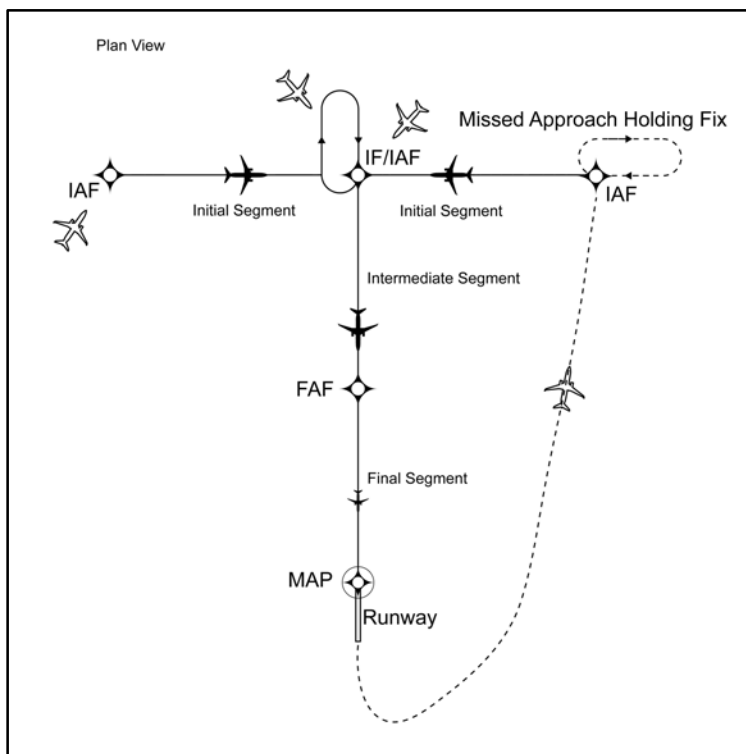 Plan View
Missed Approach Holding Fix
IF/IAF
IAF
IAF
Initial Segment
Initial Segment
Intermediate Segment
FAF
Final Segment
MAP
Runway